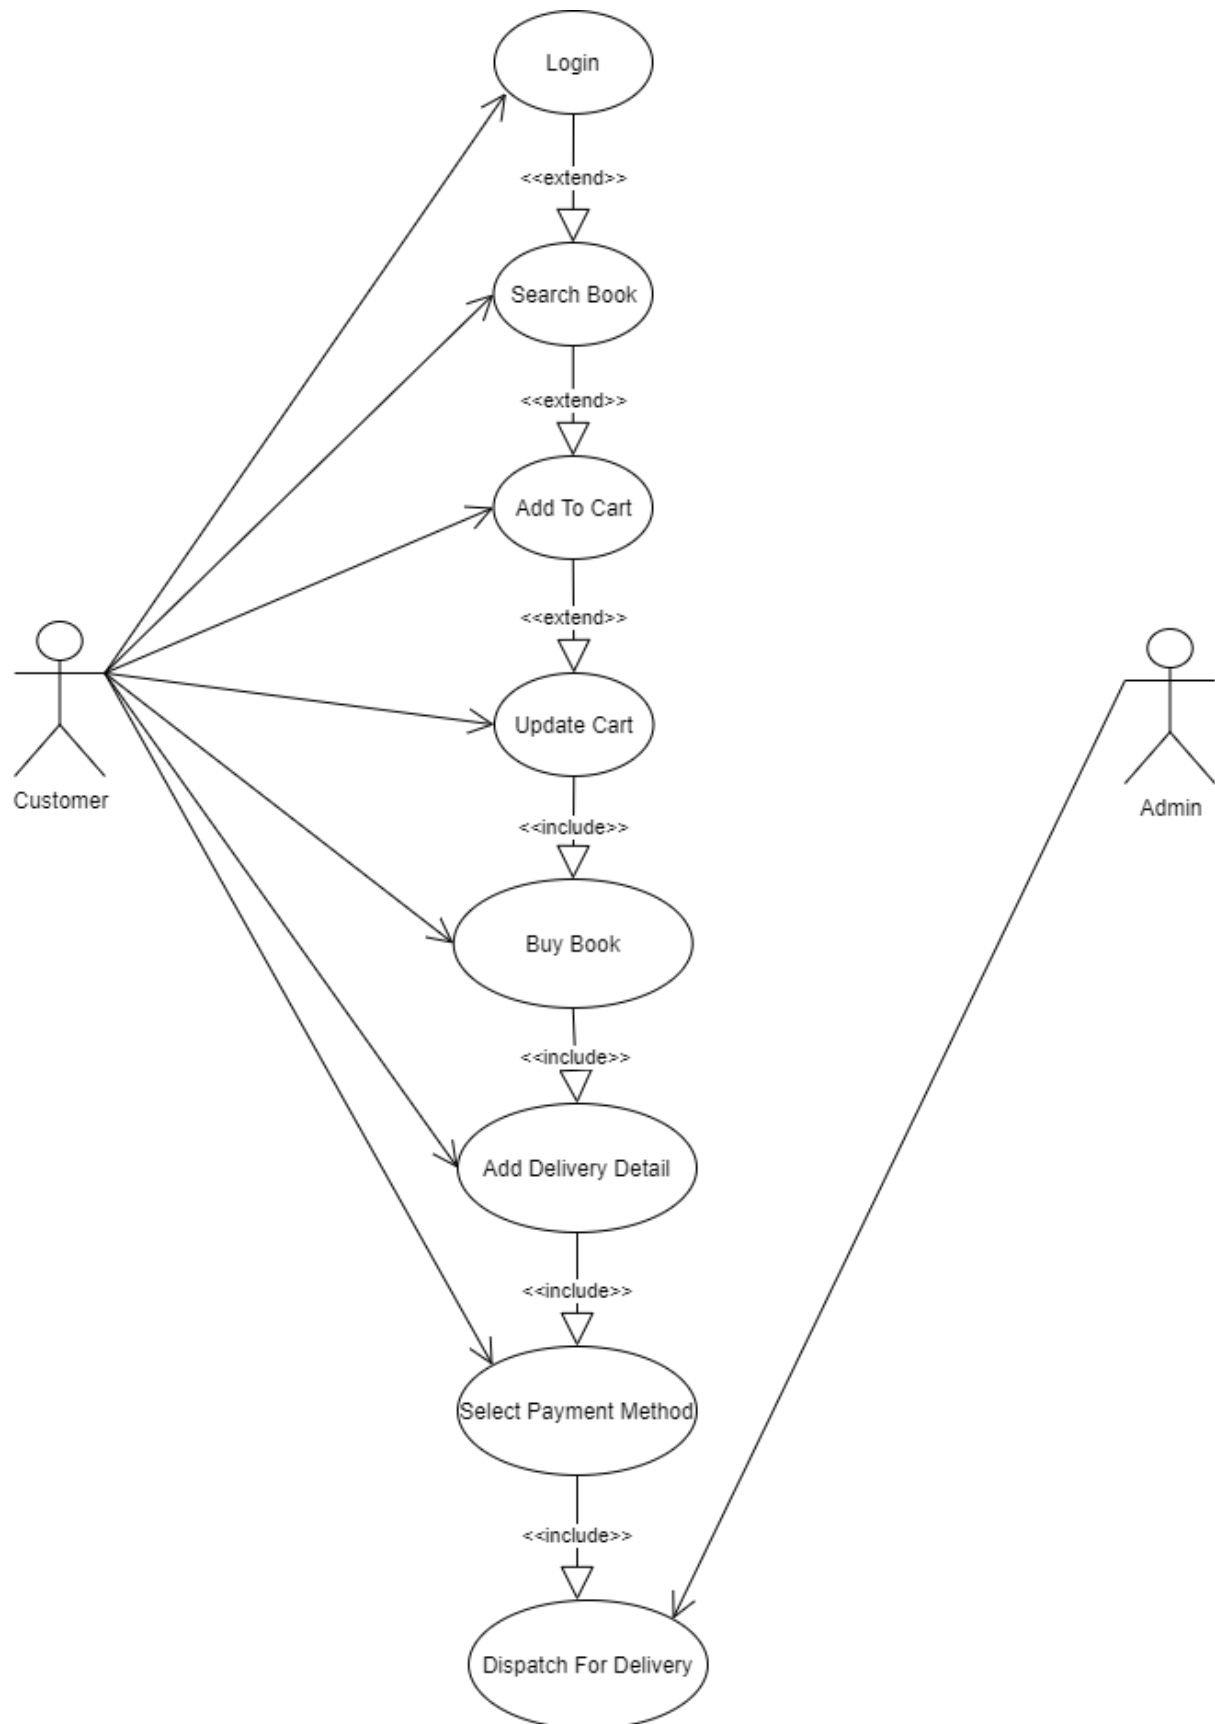 Login
<<extend>>
Search Book
<<extend>>
Add To Cart
<<extend>>
Update Cart
Customer
Admin
<<include>>
Buy Book
<<include>>
Add Delivery Detail
<<include>>
Select Payment Method
<<include>>
Dispatch For Delivery